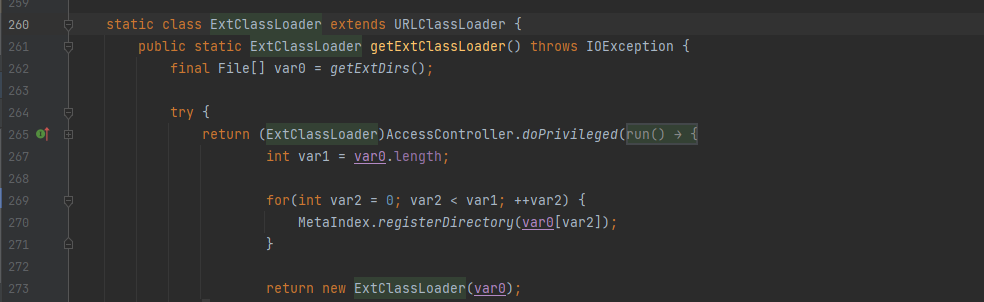 259
260 static class ExtClassLoader extends URLClassLoader {
261 public static ExtClassLoader getExtClassLoader() throws IOException {
262 final File[] var0 = getExtDirs();
263
264 try {
265 return (ExtClassLoader)AccessController.doPrivileged(run() → {
267 int var1 = var0.length;
268
269 for(int var2 = 0; var2 < var1; ++var2) {
270 MetaIndex.registerDirectory(var0[var2]);
271 }
272
273 return new ExtClassLoader(var0);